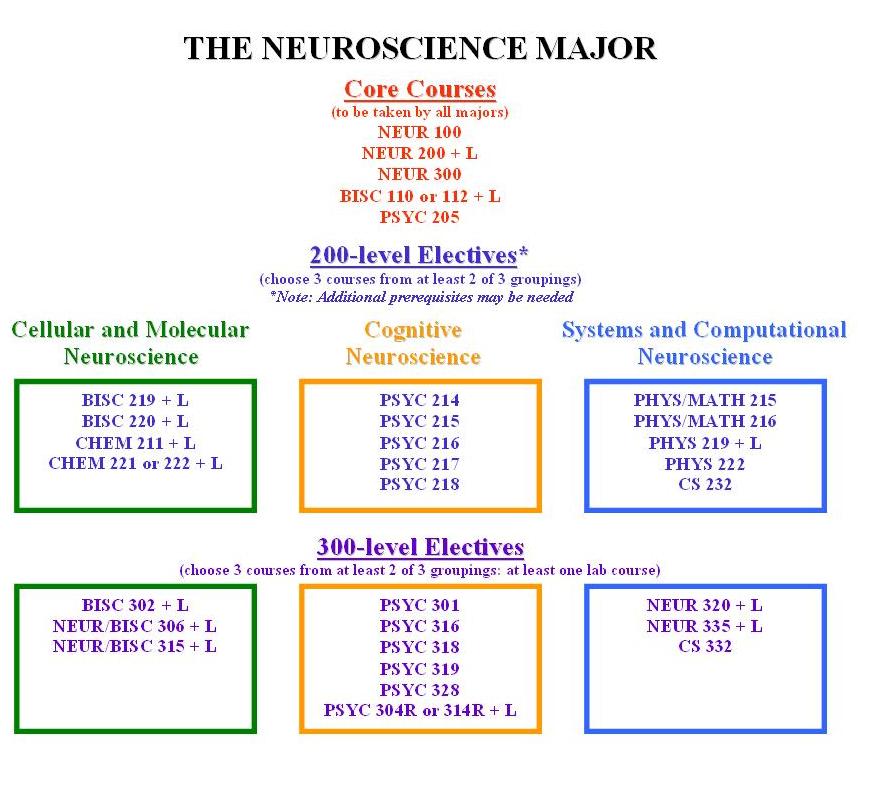 THE NEUROSCIENCE MAJOR
Core Courses
(to be taken by all majors)
NEUR 100
NEUR 200 + L
NEUR 300
BISC 110 or 112 + L
PSYC 205
200-level Electives*
(choose 3 courses from at least 2 of 3 groupings)
*Note: Additional prerequisites may be needed
Cellular and Molecular
Neuroscience
BISC 219 + L
BISC 220 + L
CHEM 211 + L
CHEM 221 or 222 + L
Cognitive
Neuroscience
PSYC 214
PSYC 215
PSYC 216
PSYC 217
PSYC 218
Systems and Computational
Neuroscience
PHYS/MATH 215
PHYS/MATH 216
PHYS 219 + L
PHYS 222
CS 232
300-level Electives
(choose 3 courses from at least 2 of 3 groupings: at least one lab course)
BISC 302 + L
NEUR/BISC 306 + L
NEUR/BISC 315 + L
PSYC 301
PSYC 316
PSYC 318
PSYC 319
PSYC 328
PSYC 304R or 314R + L
NEUR 320 + L
NEUR 335 + L
CS 332